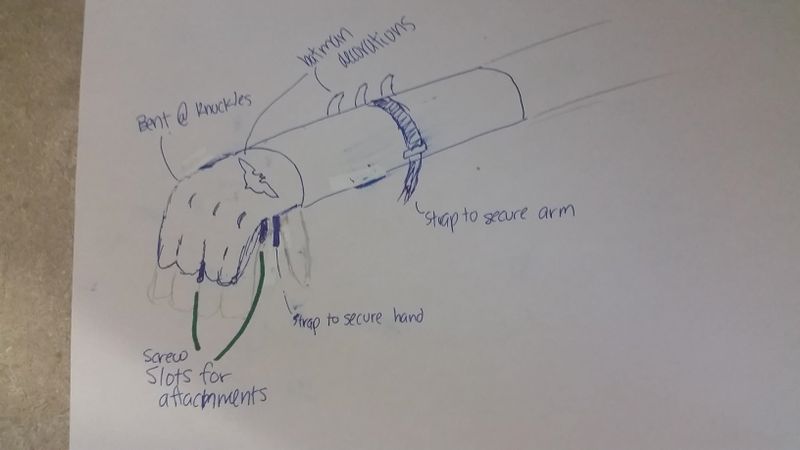 batman
decorations
Bent @ Knuckles
strap to secure arm
strap to secure hand
Screw
Slots for
attachments